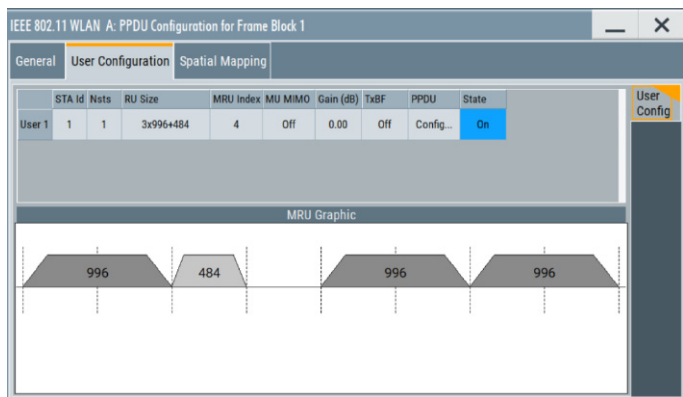 IEEE 802.11 WLAN A: PPDU Configuration for Frame Block 1
General User Configuration Spatial Mapping
STA Id Nsts RU Size MRU Index MU MIMO Gain (dB) TxBF PPDU State
User 1 1 1 3x996+484 4 Off 0.00 Off Config... On
User
Config
MRU Graphic
996 484 996 996